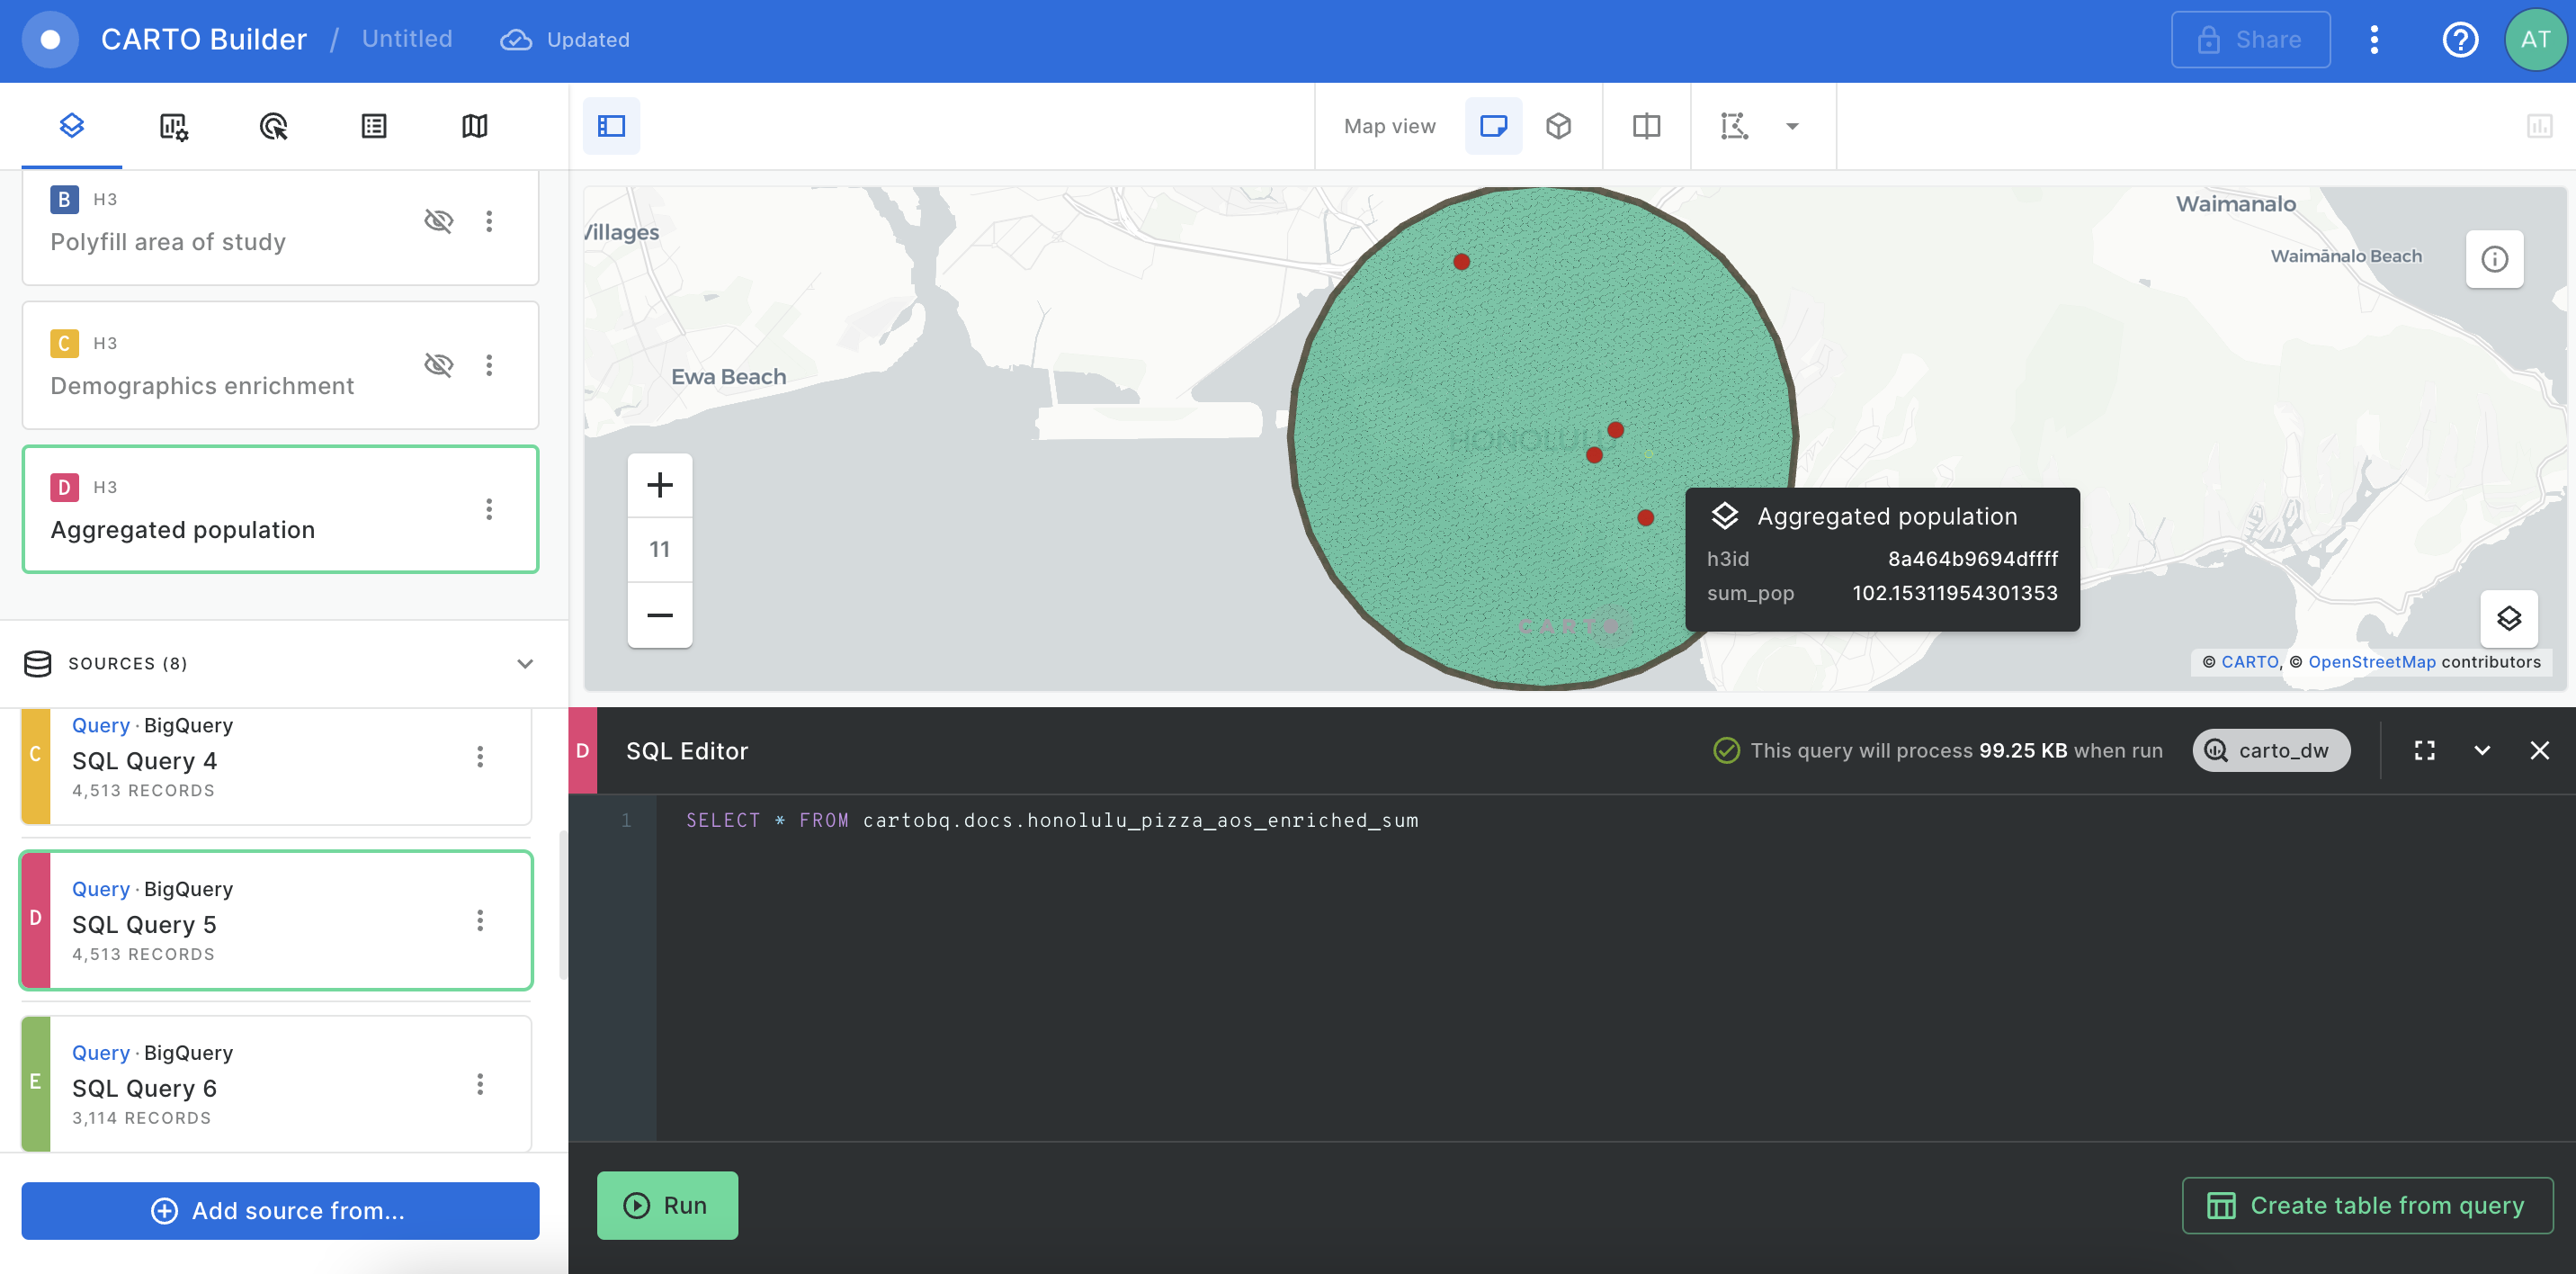 CARTO Builder / Untitled Updated Share AT
Map view
B H3
Polyfill area of study
C H3
Demographics enrichment
D H3
Aggregated population
SOURCES (8)
C Query · BigQuery
SQL Query 4
4,513 RECORDS
D Query · BigQuery
SQL Query 5
4,513 RECORDS
E Query · BigQuery
SQL Query 6
3,114 RECORDS
Add source from...
Villages
Waimanalo
Waimānalo Beach
Ewa Beach
HONOLULU
11
Aggregated population
h3id 8a464b9694dffff
sum_pop 102.15311954301353
CARTO
© CARTO, © OpenStreetMap contributors
D SQL Editor This query will process 99.25 KB when run carto_dw
1 SELECT * FROM cartobq.docs.honolulu_pizza_aos_enriched_sum
Run
Create table from query